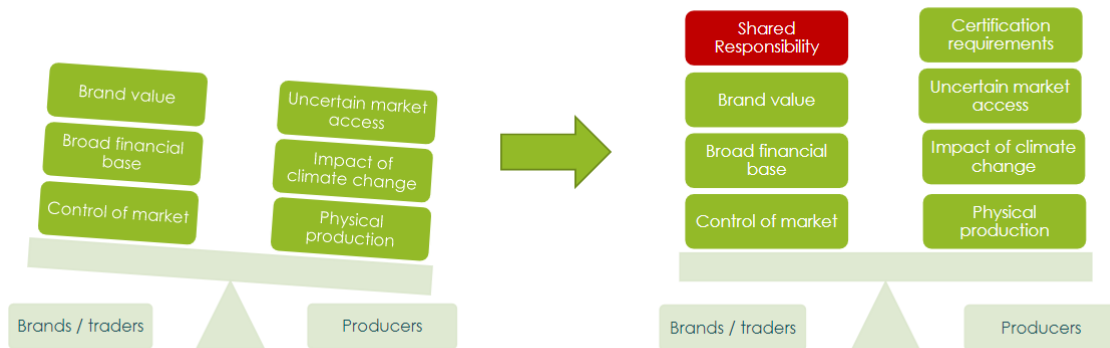 Brand value
Broad financial
base
Control of market
Uncertain market
access
Impact of
climate change
Physical
production
Brands / traders
Producers
Shared
Responsibility
Brand value
Broad financial
base
Control of market
Certification
requirements
Uncertain market
access
Impact of climate
change
Physical
production
Brands / traders
Producers